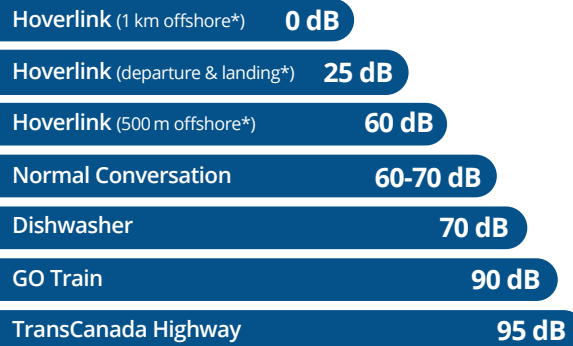 Hoverlink (1 km offshore*) 0 dB
Hoverlink (departure & landing*) 25 dB
Hoverlink (500 m offshore*) 60 dB
Normal Conversation 60-70 dB
Dishwasher 70 dB
GO Train 90 dB
TransCanada Highway 95 dB